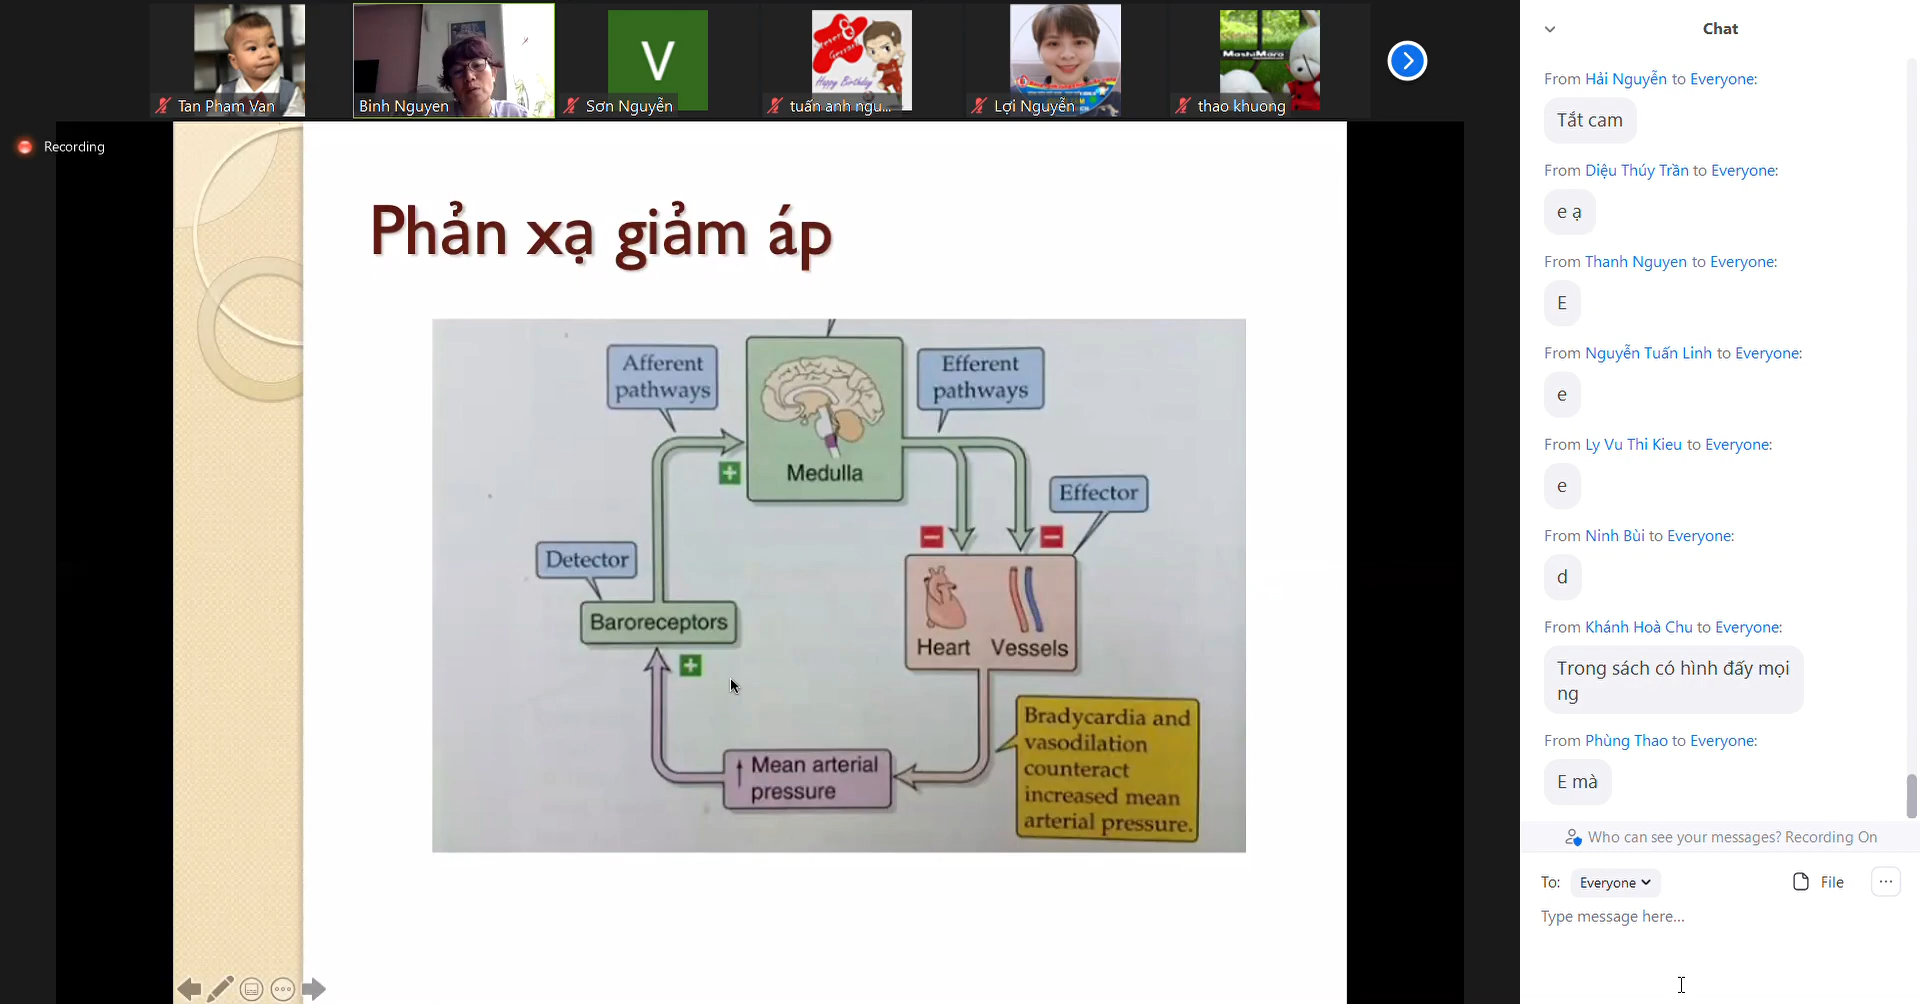 Tan Pham Van
Binh Nguyen
V
Sơn Nguyễn
Happy Birthday
tuấn anh ngu...
Lợi Nguyễn
MashiMaro
thao khuong
Recording
Phản xạ giảm áp
Afferent
pathways
Medulla
Efferent
pathways
Effector
Detector
Baroreceptors
Heart Vessels
↑ Mean arterial
pressure
Bradycardia and
vasodilation
counteract
increased mean
arterial pressure.
Chat
From Hải Nguyễn to Everyone:
Tắt cam
From Diệu Thúy Trần to Everyone:
e ạ
From Thanh Nguyen to Everyone:
E
From Nguyễn Tuấn Linh to Everyone:
e
From Ly Vu Thi Kieu to Everyone:
e
From Ninh Bùi to Everyone:
d
From Khánh Hoà Chu to Everyone:
Trong sách có hình đấy mọi
ng
From Phùng Thao to Everyone:
E mà
Who can see your messages? Recording On
To: Everyone
File
Type message here...